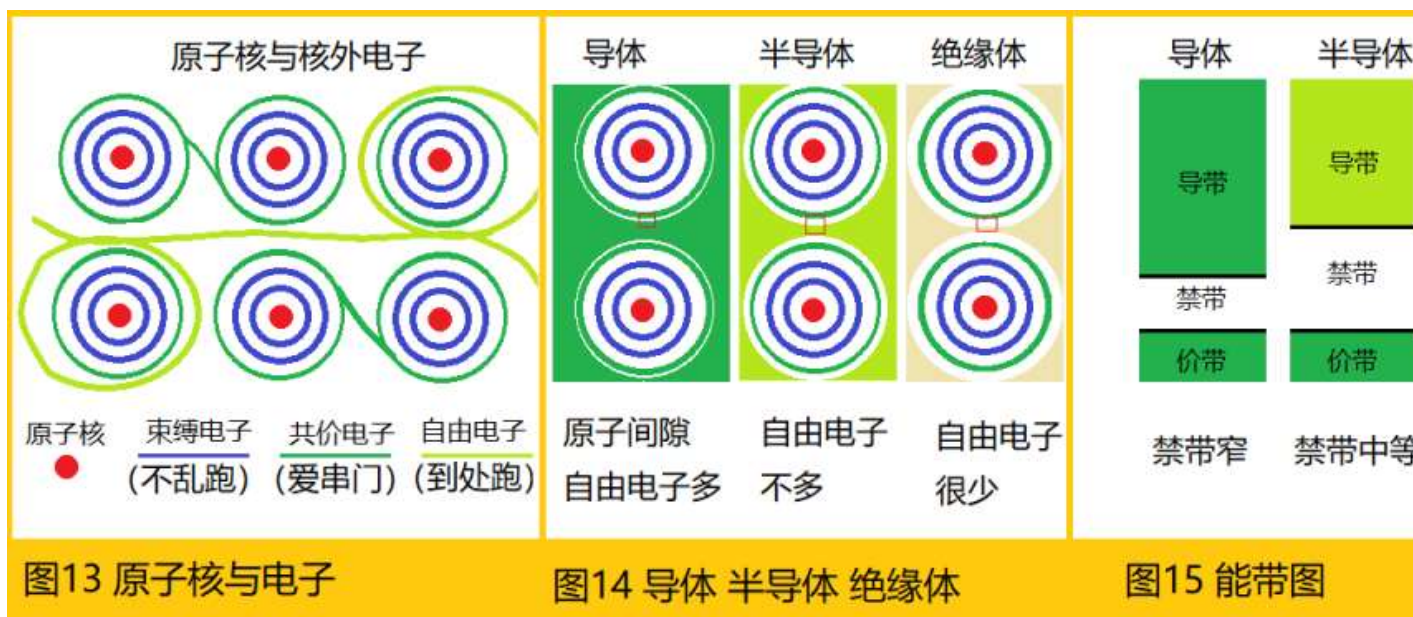 原子核与核外电子
原子核
束缚电子
(不乱跑)
共价电子
(爱串门)
自由电子
(到处跑)
图13 原子核与电子
导体 半导体 绝缘体
原子间隙
自由电子多
自由电子
不多
自由电子
很少
图14 导体 半导体 绝缘体
导体 半导体
导带
禁带
价带
导带
禁带
价带
禁带窄 禁带中等
图15 能带图